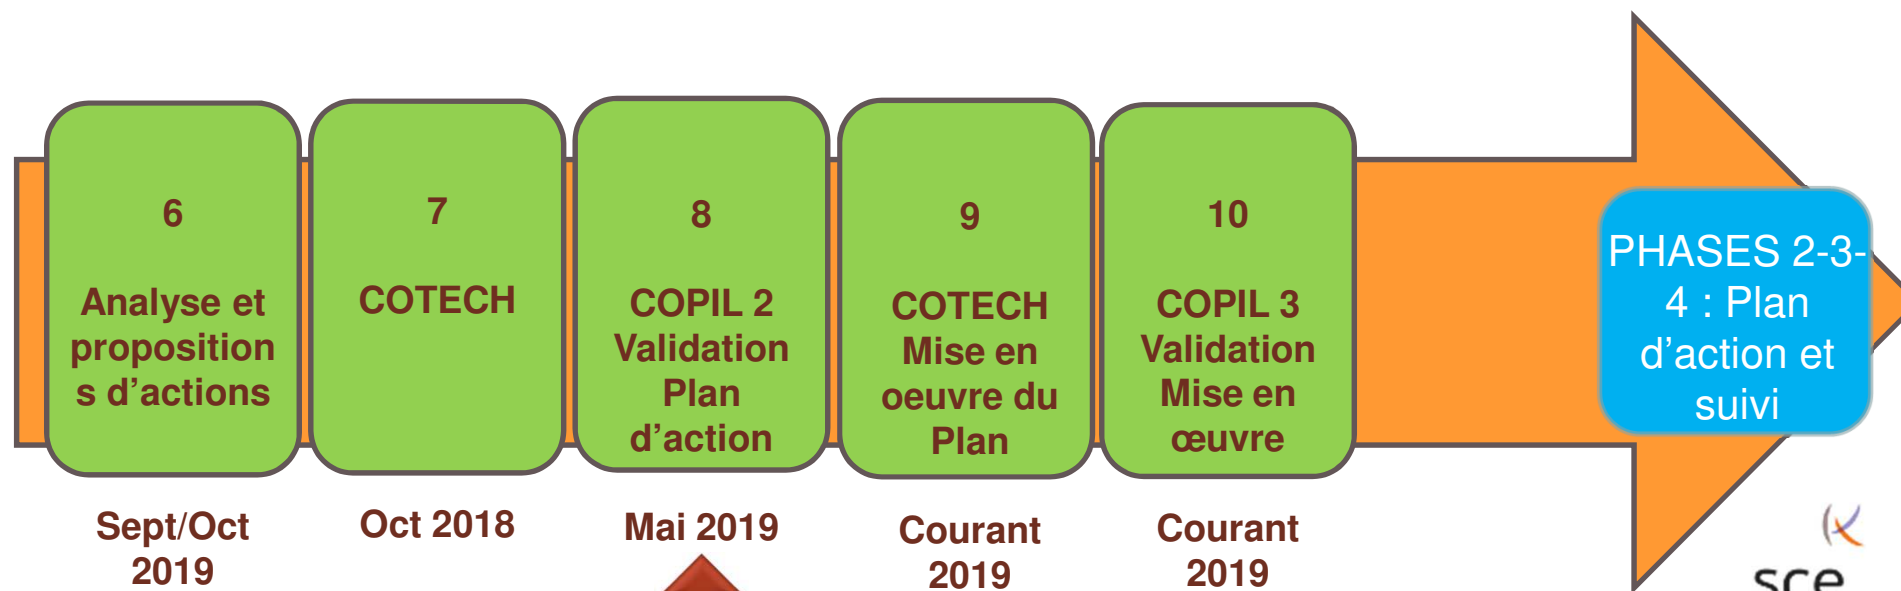 6
Analyse et
proposition
s d’actions
Sept/Oct
2019
7
COTECH
Oct 2018
8
COPIL 2
Validation
Plan
d’action
Mai 2019
9
COTECH
Mise en
oeuvre du
Plan
Courant
2019
10
COPIL 3
Validation
Mise en
œuvre
Courant
2019
PHASES 2-3-
4 : Plan
d’action et
suivi
sce